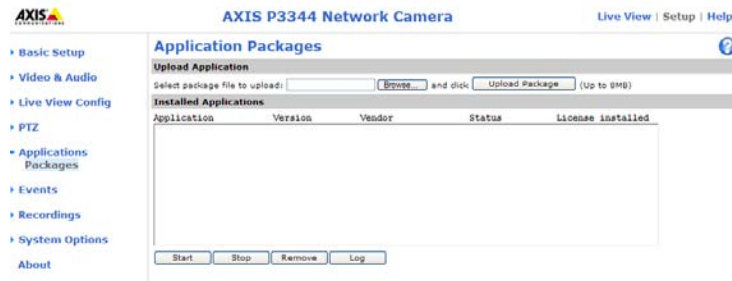 AXIS
COMMUNICATIONS
AXIS P3344 Network Camera
Live View | Setup | Help
Basic Setup
Video & Audio
Live View Config
PTZ
Applications
Packages
Events
Recordings
System Options
About
Application Packages
?
Upload Application
Select package file to upload: Browse... and click Upload Package (Up to 8MB)
Installed Applications
Application Version Vendor Status License installed
Start Stop Remove Log